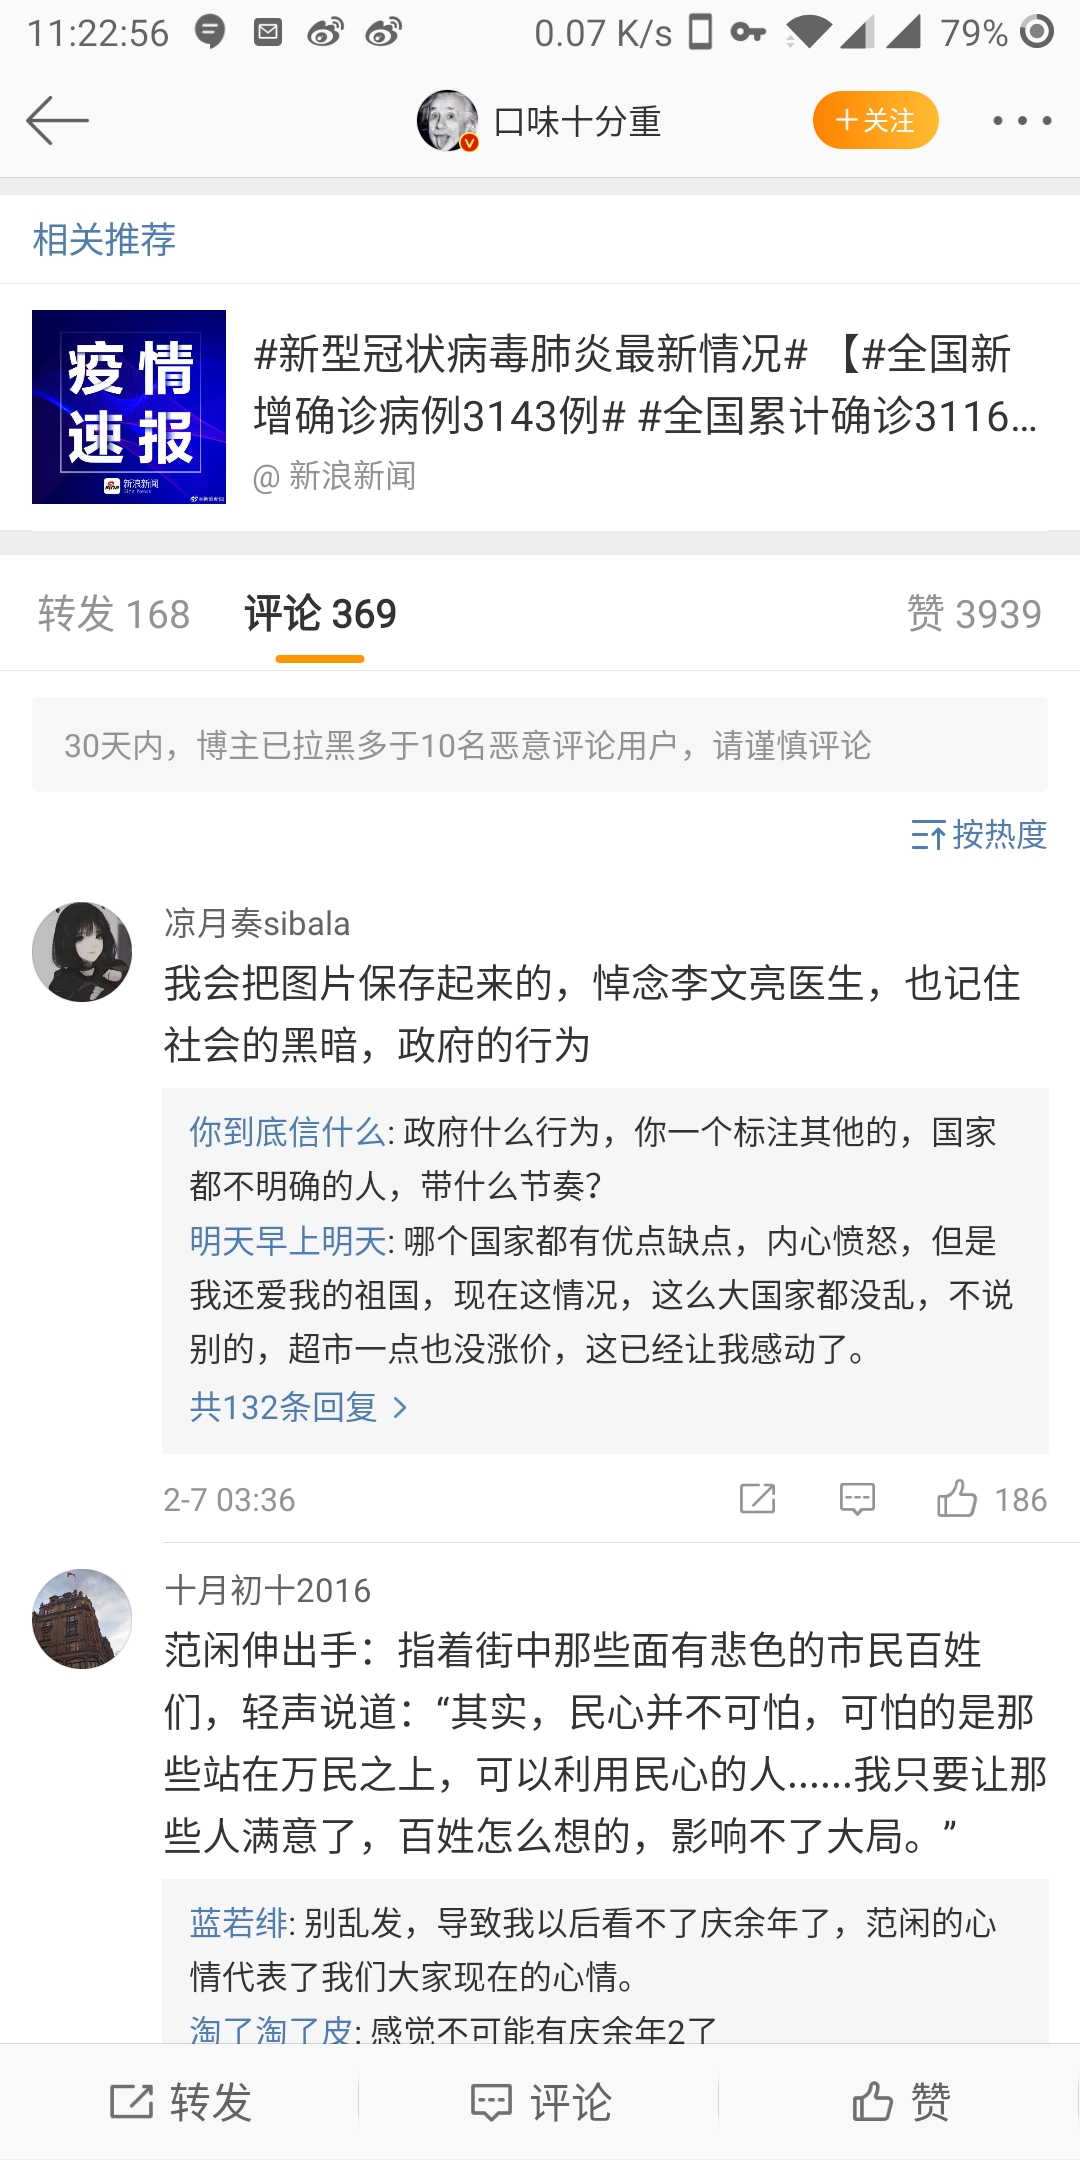 11:22:56
0.07 K/s
79%
口味十分重
+关注
相关推荐
疫情
速报
新浪新闻
#新型冠状病毒肺炎最新情况# 【#全国新
增确诊病例3143例# #全国累计确诊3116...
@ 新浪新闻
转发 168
评论 369
赞 3939
30天内，博主已拉黑多于10名恶意评论用户，请谨慎评论
按热度
凉月奏sibala
我会把图片保存起来的，悼念李文亮医生，也记住
社会的黑暗，政府的行为
你到底信什么: 政府什么行为，你一个标注其他的，国家
都不明确的人，带什么节奏？
明天早上明天: 哪个国家都有优点缺点，内心愤怒，但是
我还爱我的祖国，现在这情况，这么大国家都没乱，不说
别的，超市一点也没涨价，这已经让我感动了。
共132条回复 >
2-7 03:36
186
十月初十2016
范闲伸出手：指着街中那些面有悲色的市民百姓
们，轻声说道：“其实，民心并不可怕，可怕的是那
些站在万民之上，可以利用民心的人......我只要让那
些人满意了，百姓怎么想的，影响不了大局。”
蓝若绯: 别乱发，导致我以后看不了庆余年了，范闲的心
情代表了我们大家现在的心情。
淘了淘了皮: 感觉不可能有庆余年2了
转发
评论
赞